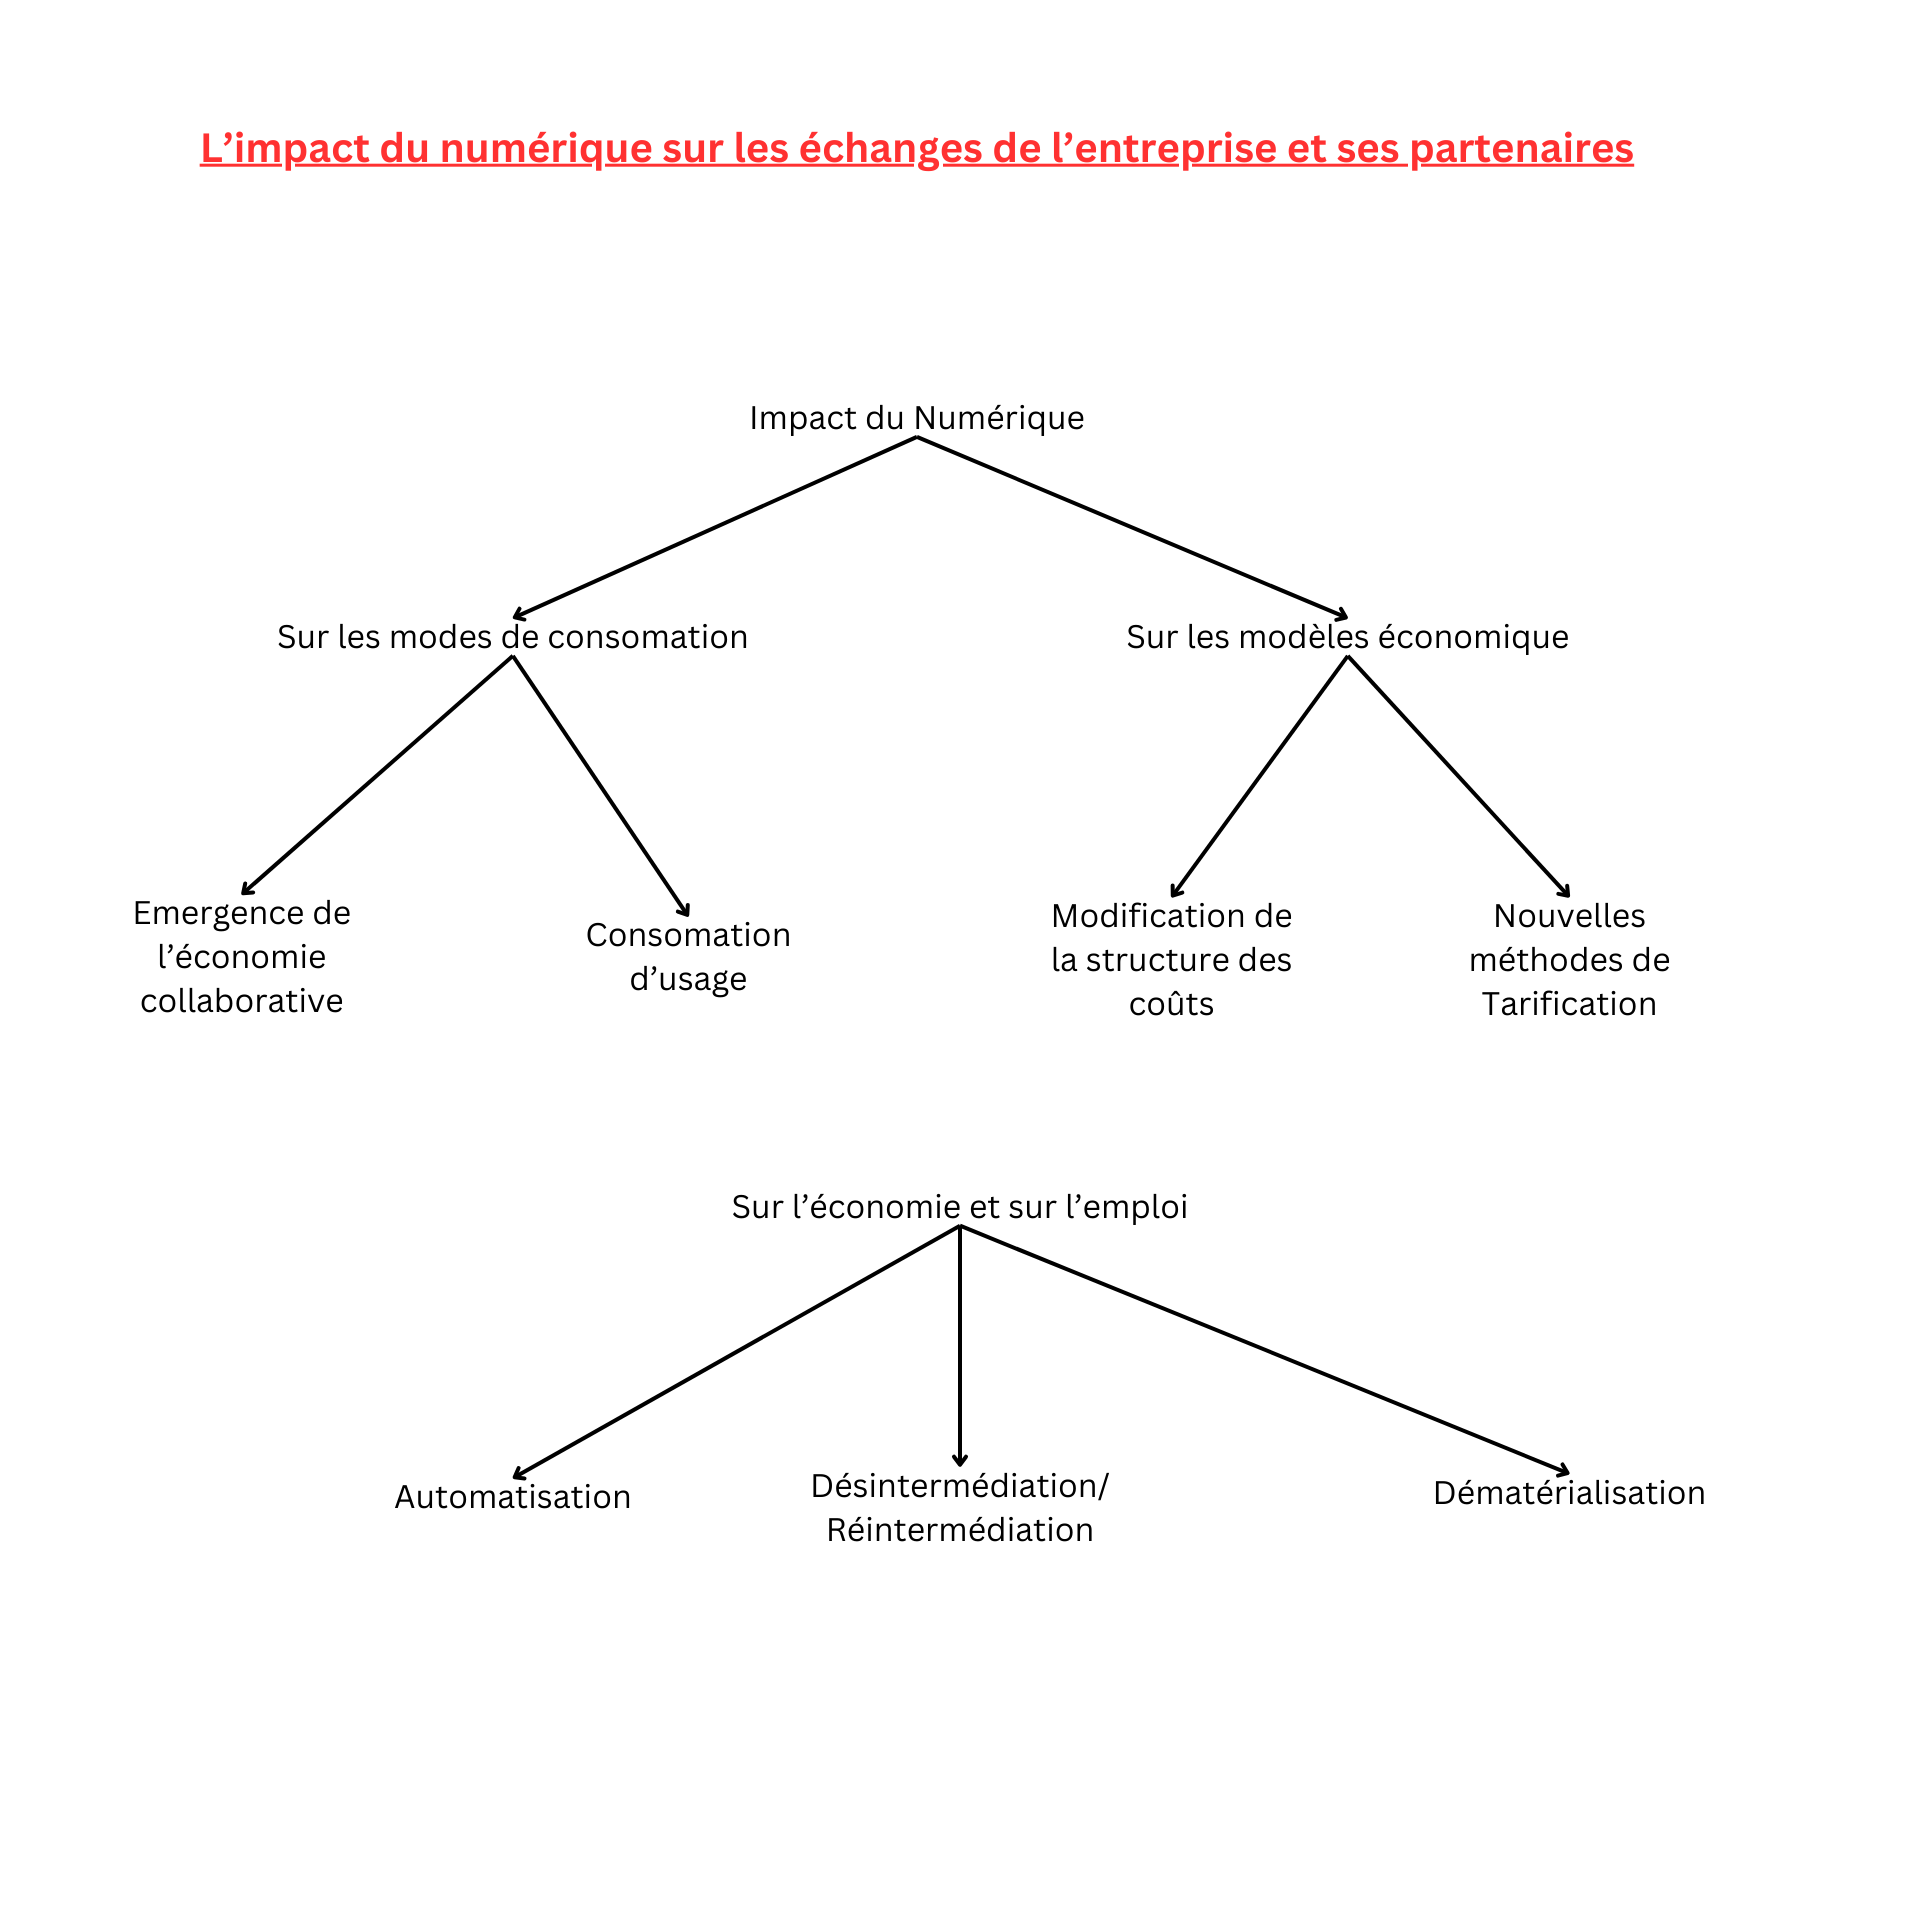 L’impact du numérique sur les échanges de l’entreprise et ses partenaires
Impact du Numérique
Sur les modes de consomation
Sur les modèles économique
Emergence de
l’économie
collaborative
Consomation
d’usage
Modification de
la structure des
coûts
Nouvelles
méthodes de
Tarification
Sur l’économie et sur l’emploi
Automatisation
Désintermédiation/
Réintermédiation
Dématérialisation